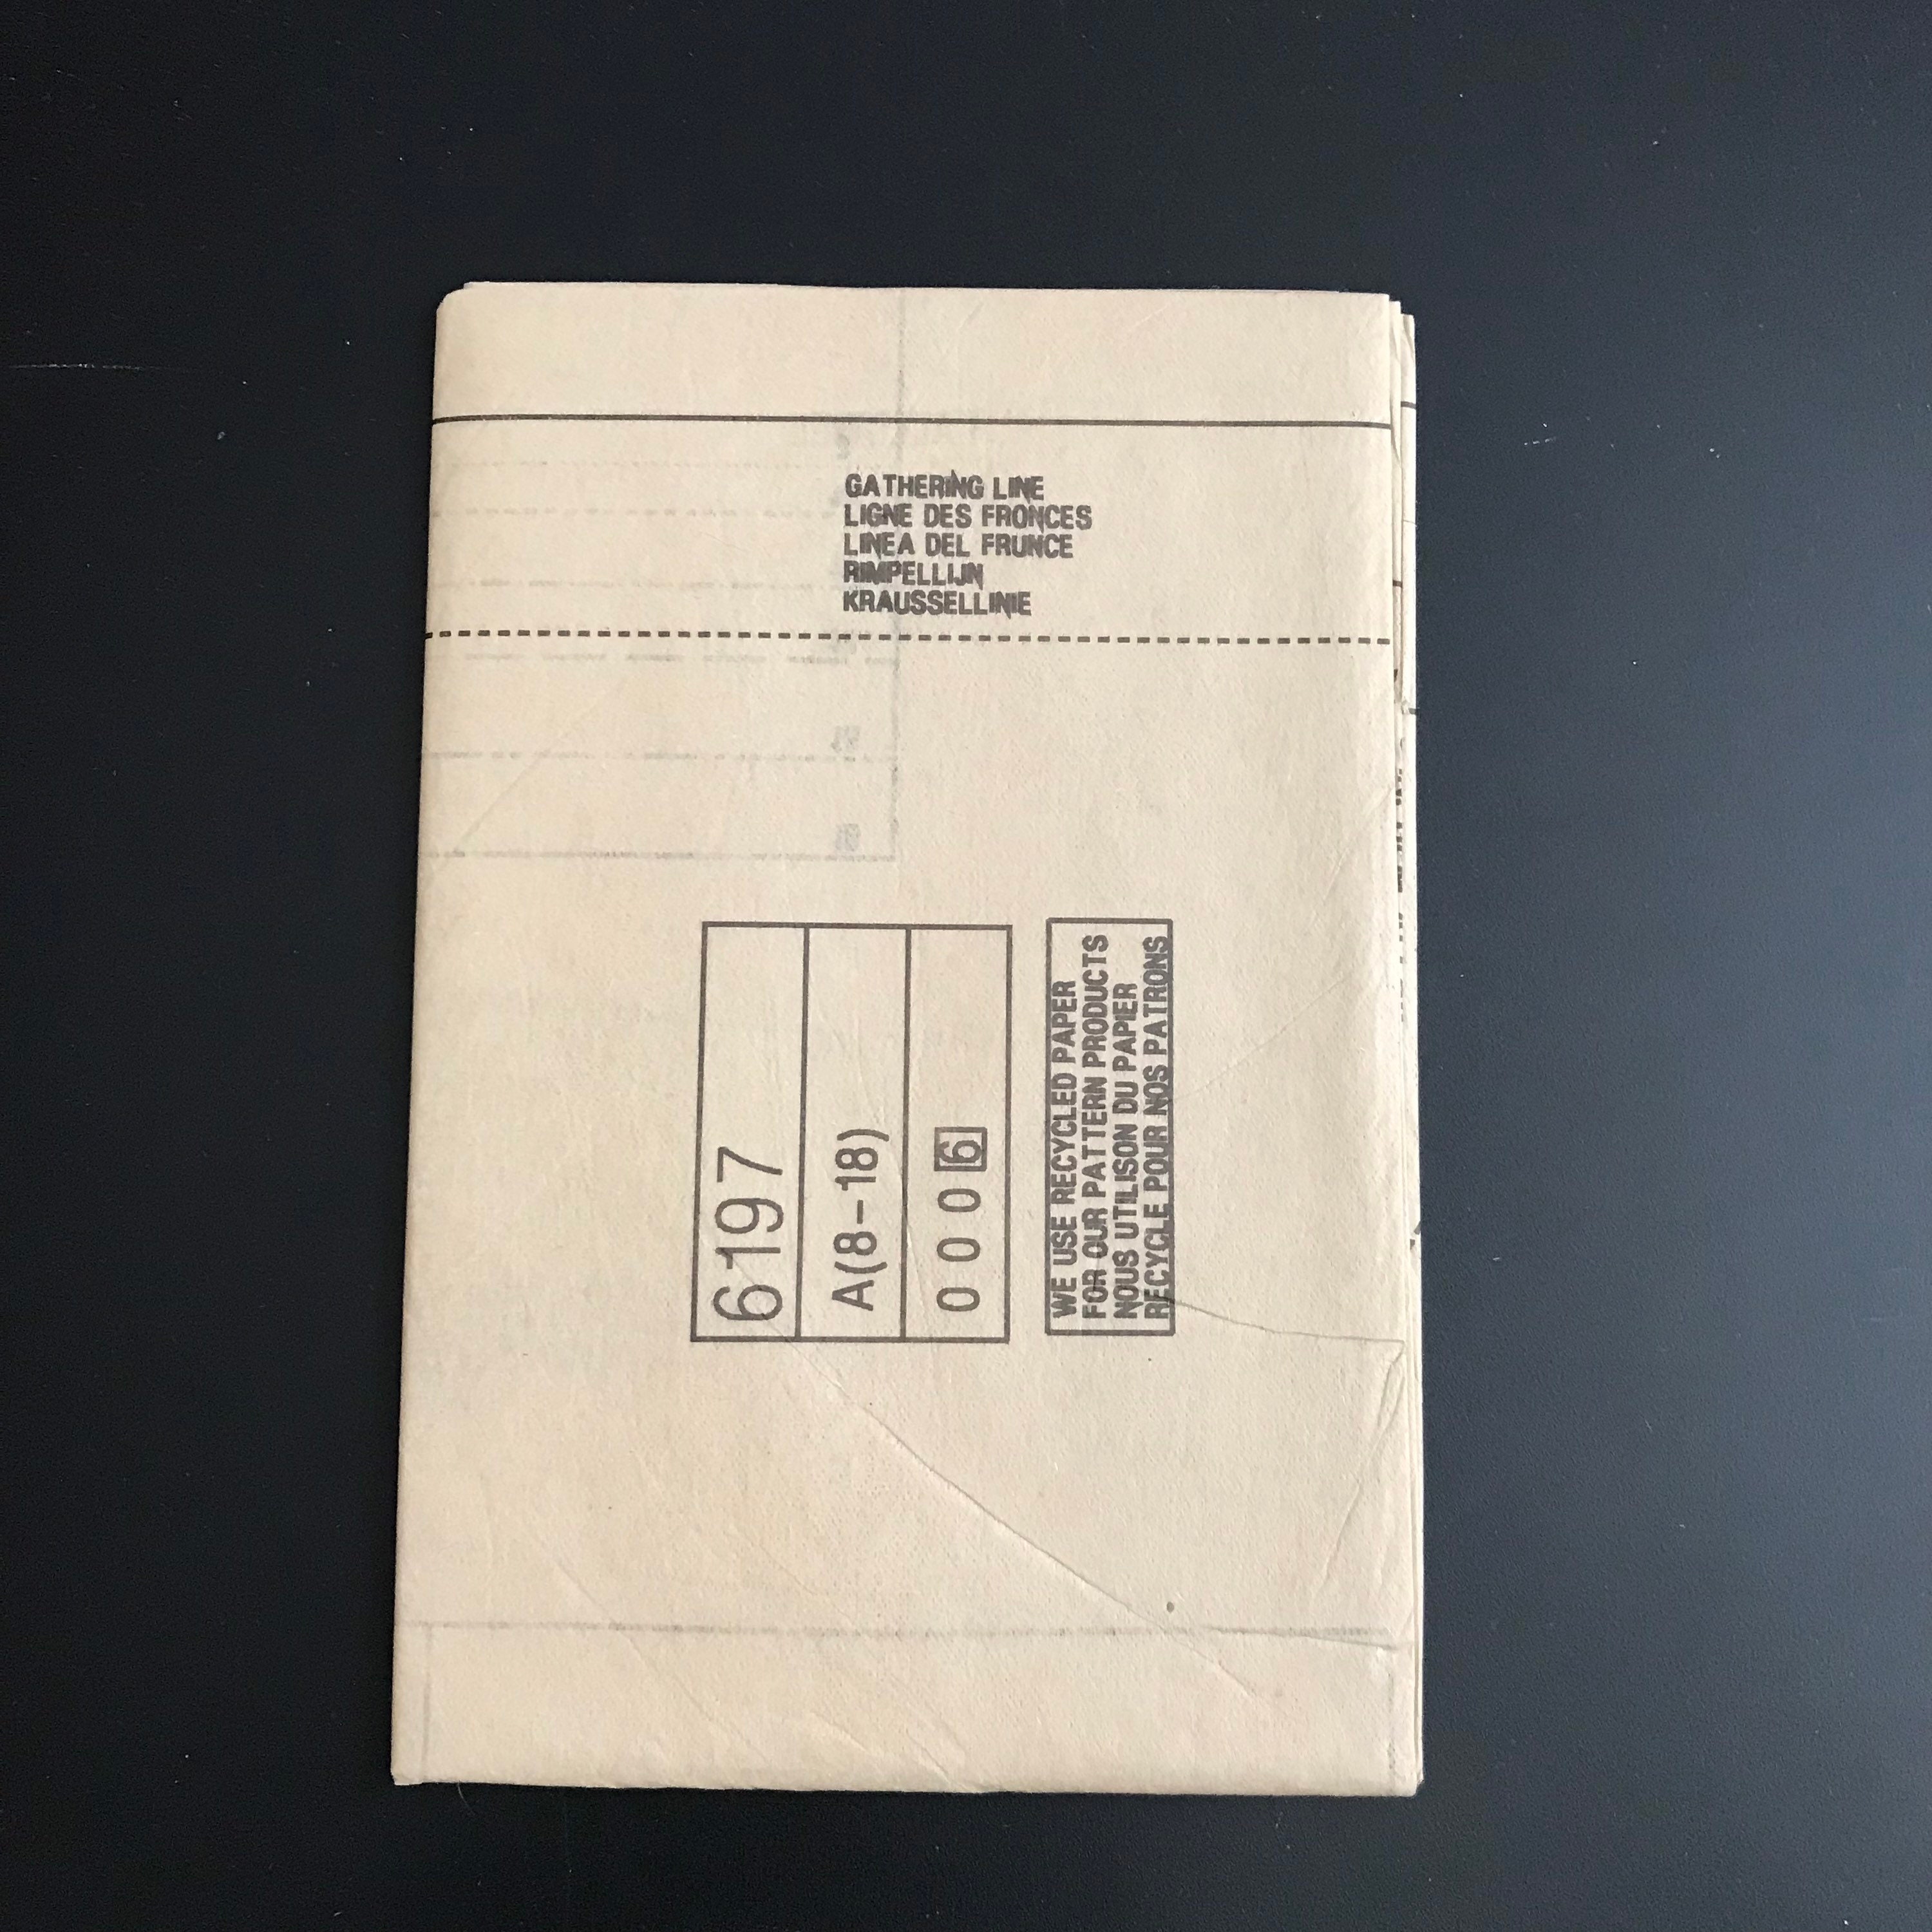 GATHERING LINE
LIGNE DES FRONCES
LINEA DEL FRUNCE
RIMPELLIJN
KRAUSSELLINIE
6197
A(8-18)
0 0 0 6
WE USE RECYCLED PAPER
FOR OUR PATTERN PRODUCTS
NOUS UTILISON DU PAPIER
RECYCLE POUR NOS PATRONS